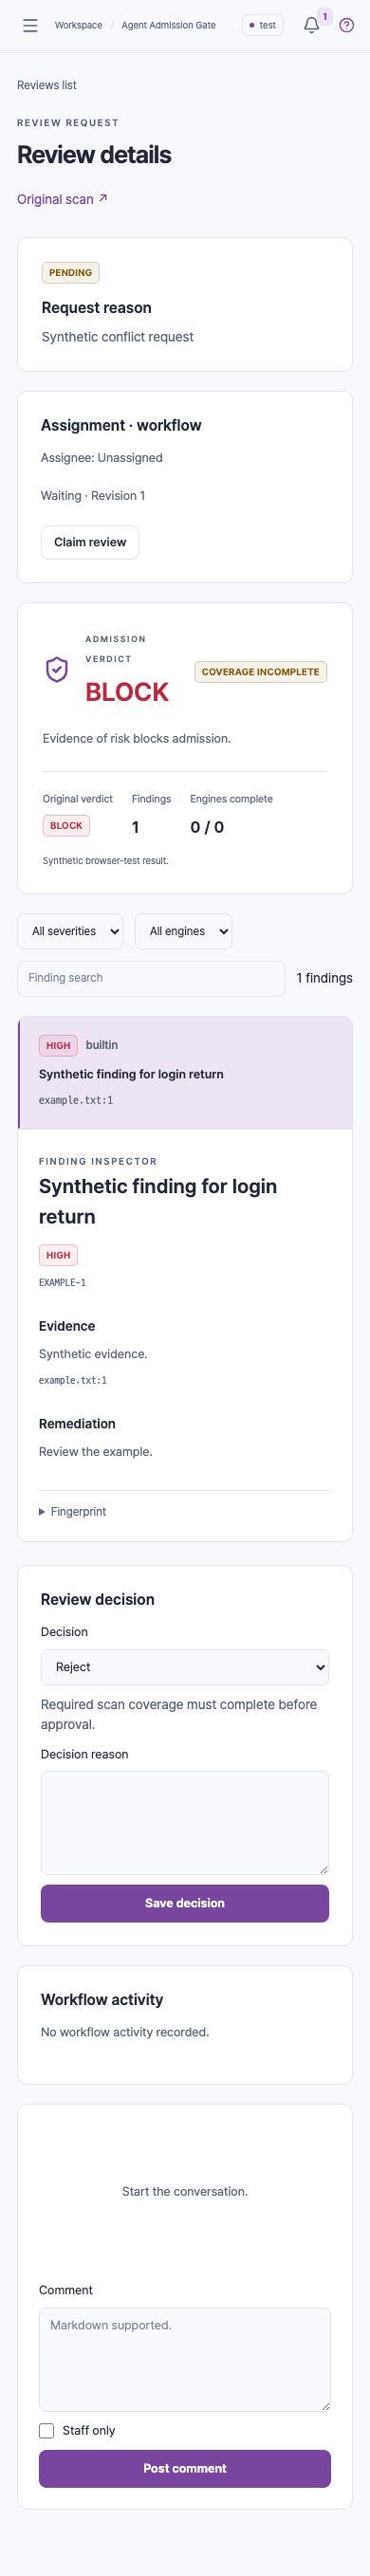 Workspace / Agent Admission Gate
test
1
Reviews list
REVIEW REQUEST
Review details
Original scan ↗
PENDING
Request reason
Synthetic conflict request
Assignment · workflow
Assignee: Unassigned
Waiting · Revision 1
Claim review
ADMISSION
VERDICT
BLOCK
COVERAGE INCOMPLETE
Evidence of risk blocks admission.
Original verdict Findings Engines complete
BLOCK 1 0 / 0
Synthetic browser-test result.
All severities All engines
Finding search 1 findings
HIGH builtin
Synthetic finding for login return
example.txt:1
FINDING INSPECTOR
Synthetic finding for login
return
HIGH
EXAMPLE-1
Evidence
Synthetic evidence.
example.txt:1
Remediation
Review the example.
Fingerprint
Review decision
Decision
Reject
Required scan coverage must complete before
approval.
Decision reason
Save decision
Workflow activity
No workflow activity recorded.
Start the conversation.
Comment
Markdown supported.
Staff only
Post comment